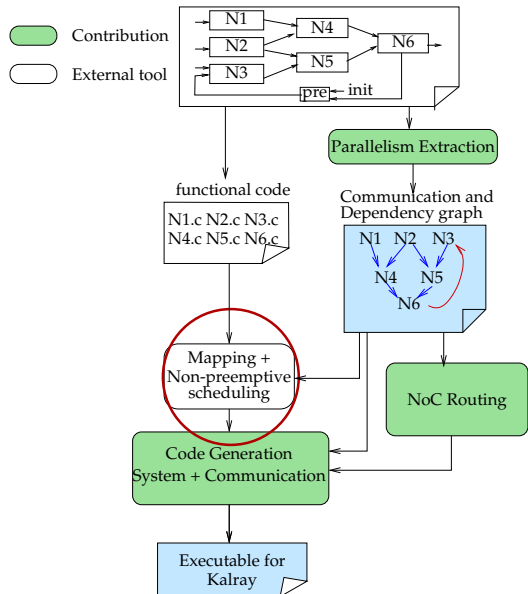 Contribution
External tool
N1
N2
N3
N4
N5
N6
pre
init
Parallelism Extraction
functional code
N1.c N2.c N3.c
N4.c N5.c N6.c
Communication and
Dependency graph
N1 N2 N3
N4 N5
N6
Mapping +
Non-preemptive
scheduling
NoC Routing
Code Generation
System + Communication
Executable for
Kalray